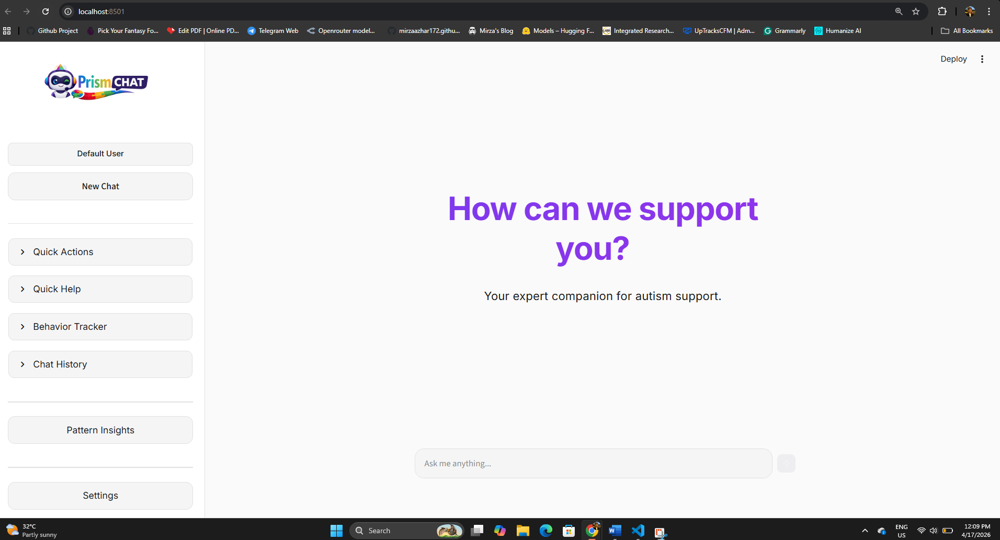 localhost:8501
Github Project
Pick Your Fantasy Fo...
Edit PDF | Online PD...
Telegram Web
Openrouter model...
mirzaazhar172.githu...
Mirza's Blog
Models – Hugging F...
Integrated Research...
UpTracksCFM | Adm...
Grammarly
Humanize AI
All Bookmarks
Deploy
PrismCHAT
Default User
New Chat
Quick Actions
Quick Help
Behavior Tracker
Chat History
Pattern Insights
Settings
How can we support
you?
Your expert companion for autism support.
Ask me anything...
32°C
Partly sunny
Search
ENG
US
12:09 PM
4/17/2026